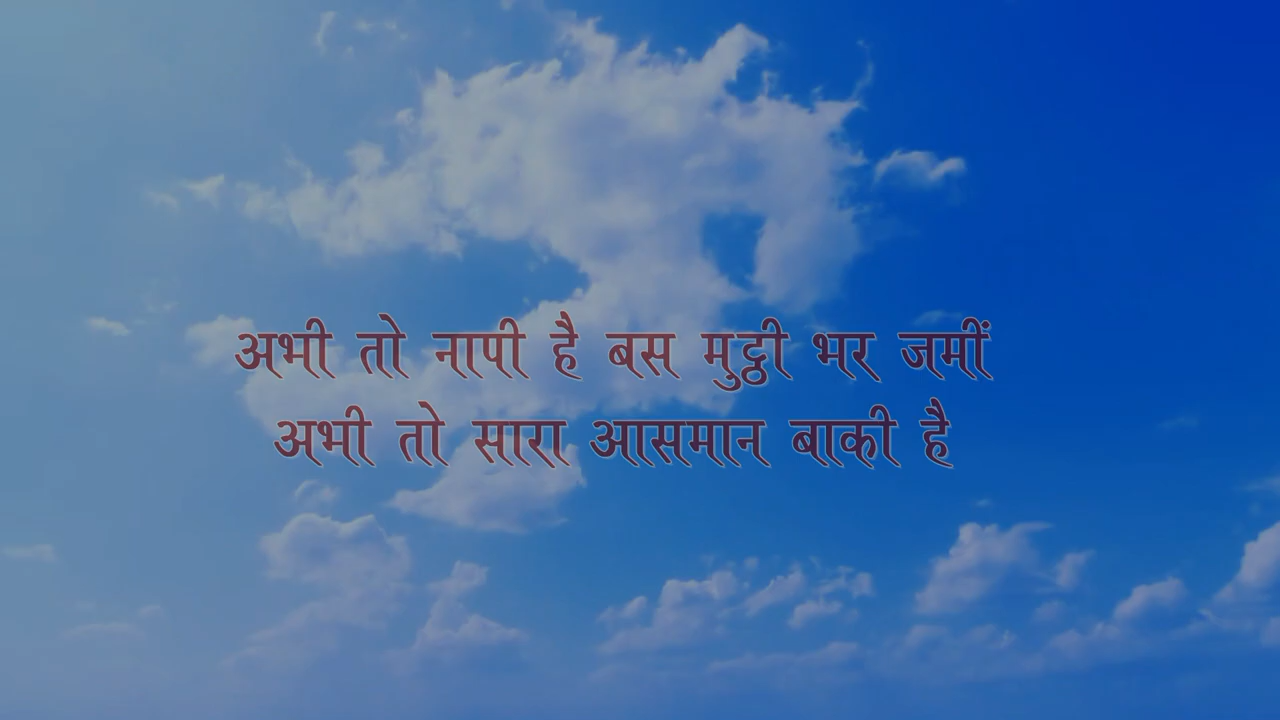 अभी तो नापी है बस मुट्ठी भर जमीं
अभी तो सारा आसमान बाकी है